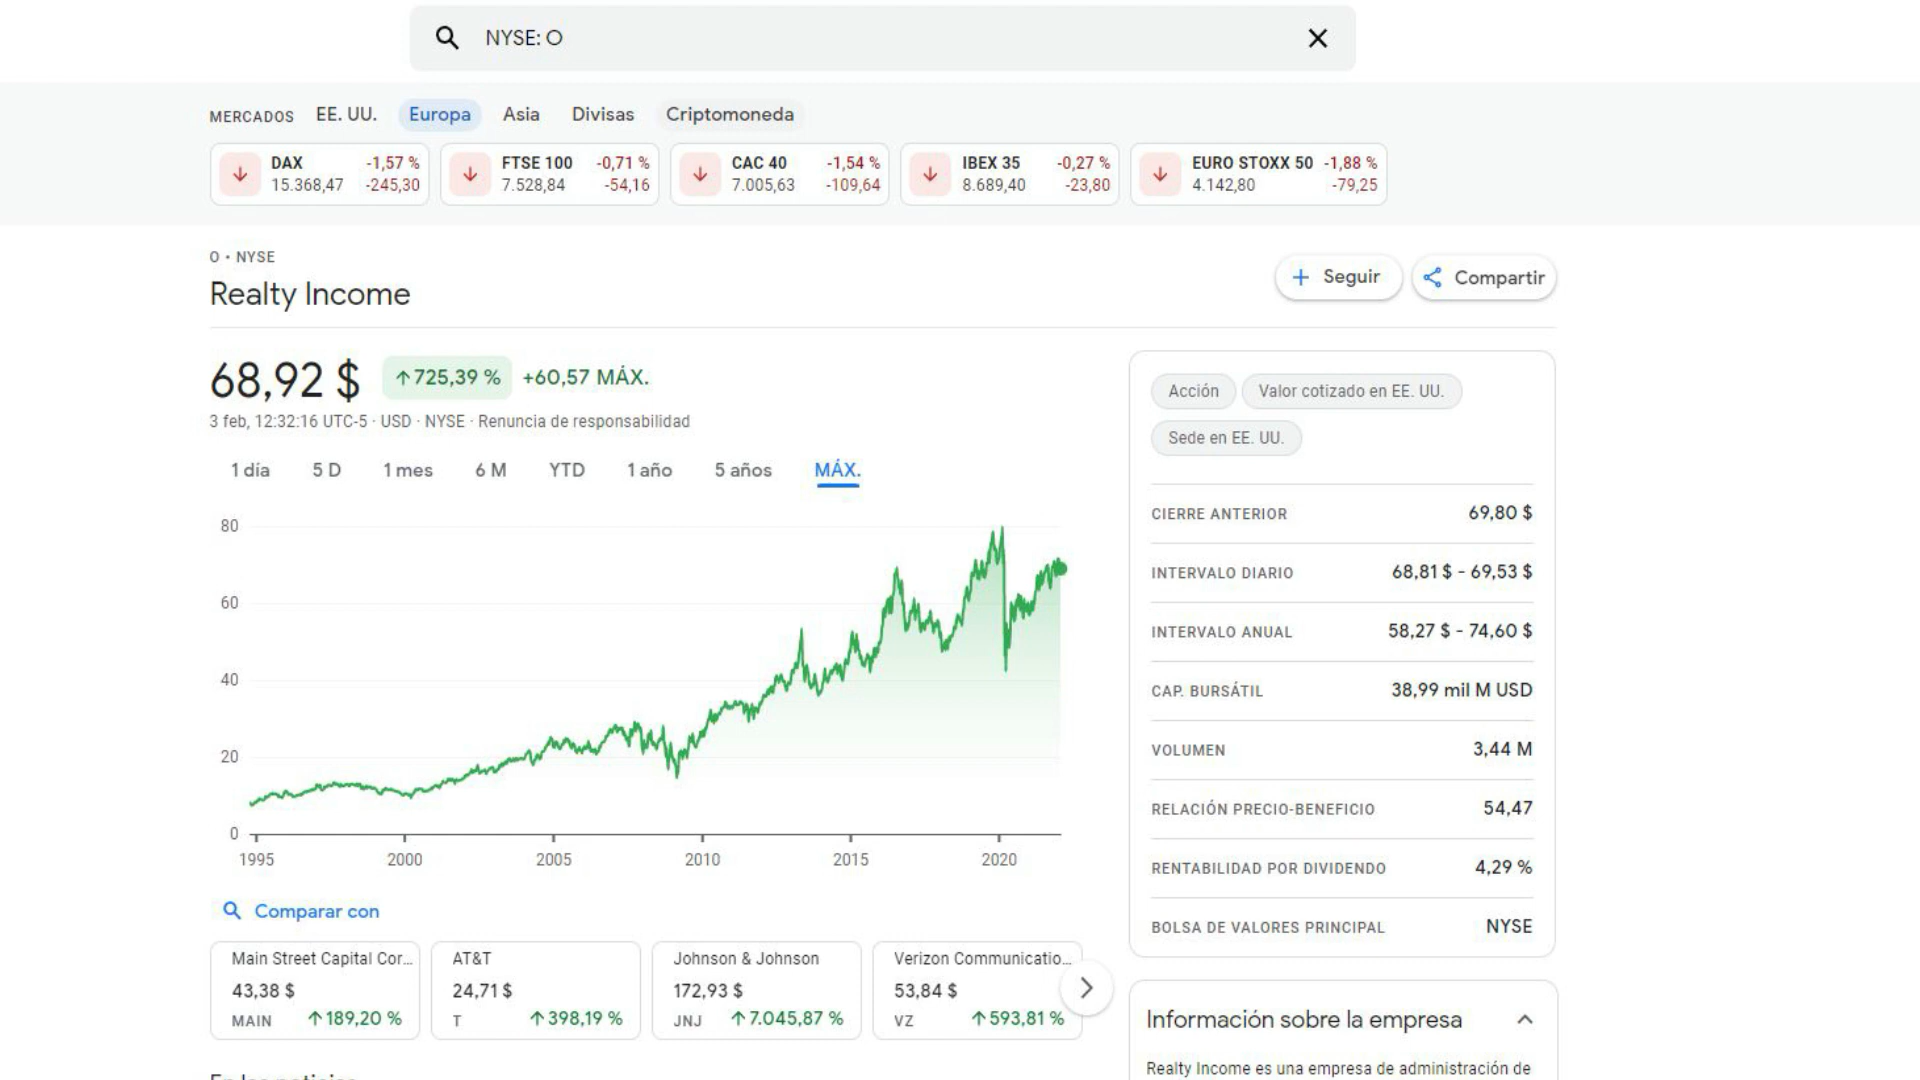 NYSE: O
MERCADOS EE. UU. Europa Asia Divisas Criptomoneda
DAX -1,57 %
15.368,47 -245,30
FTSE 100 -0,71 %
7.528,84 -54,16
CAC 40 -1,54 %
7.005,63 -109,64
IBEX 35 -0,27 %
8.689,40 -23,80
EURO STOXX 50 -1,88 %
4.142,80 -79,25
O • NYSE
Realty Income
Seguir
Compartir
68,92 $ ↑725,39 % +60,57 MÁX.
3 feb, 12:32:16 UTC-5 · USD · NYSE · Renuncia de responsabilidad
1 día 5 D 1 mes 6 M YTD 1 año 5 años MÁX.
80
60
40
20
0
1995 2000 2005 2010 2015 2020
Comparar con
Main Street Capital Cor...
43,38 $
MAIN ↑189,20 %
AT&T
24,71 $
T ↑398,19 %
Johnson & Johnson
172,93 $
JNJ ↑7.045,87 %
Verizon Communicatio...
53,84 $
VZ ↑593,81 %
Acción Valor cotizado en EE. UU.
Sede en EE. UU.
CIERRE ANTERIOR 69,80 $
INTERVALO DIARIO 68,81 $ - 69,53 $
INTERVALO ANUAL 58,27 $ - 74,60 $
CAP. BURSÁTIL 38,99 mil M USD
VOLUMEN 3,44 M
RELACIÓN PRECIO-BENEFICIO 54,47
RENTABILIDAD POR DIVIDENDO 4,29 %
BOLSA DE VALORES PRINCIPAL NYSE
Información sobre la empresa
Realty Income es una empresa de administración de